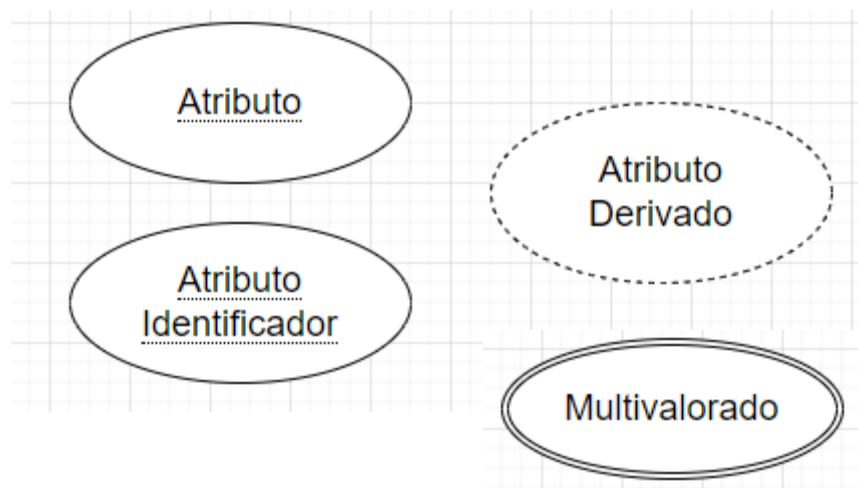 Atributo
Atributo
Identificador
Atributo
Derivado
Multivalorado